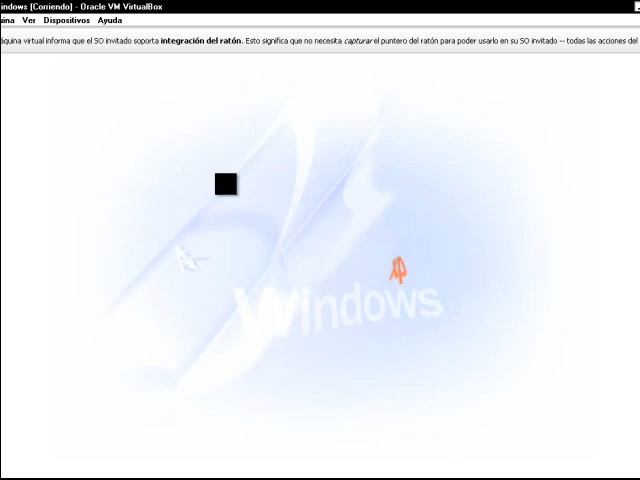 indows [Corriendo] - Oracle VM VirtualBox
uina Ver Dispositivos Ayuda
áquina virtual informa que el SO invitado soporta integración del ratón. Esto significa que no necesita capturar el puntero del ratón para poder usarlo en su SO invitado -- todas las acciones del
Windows